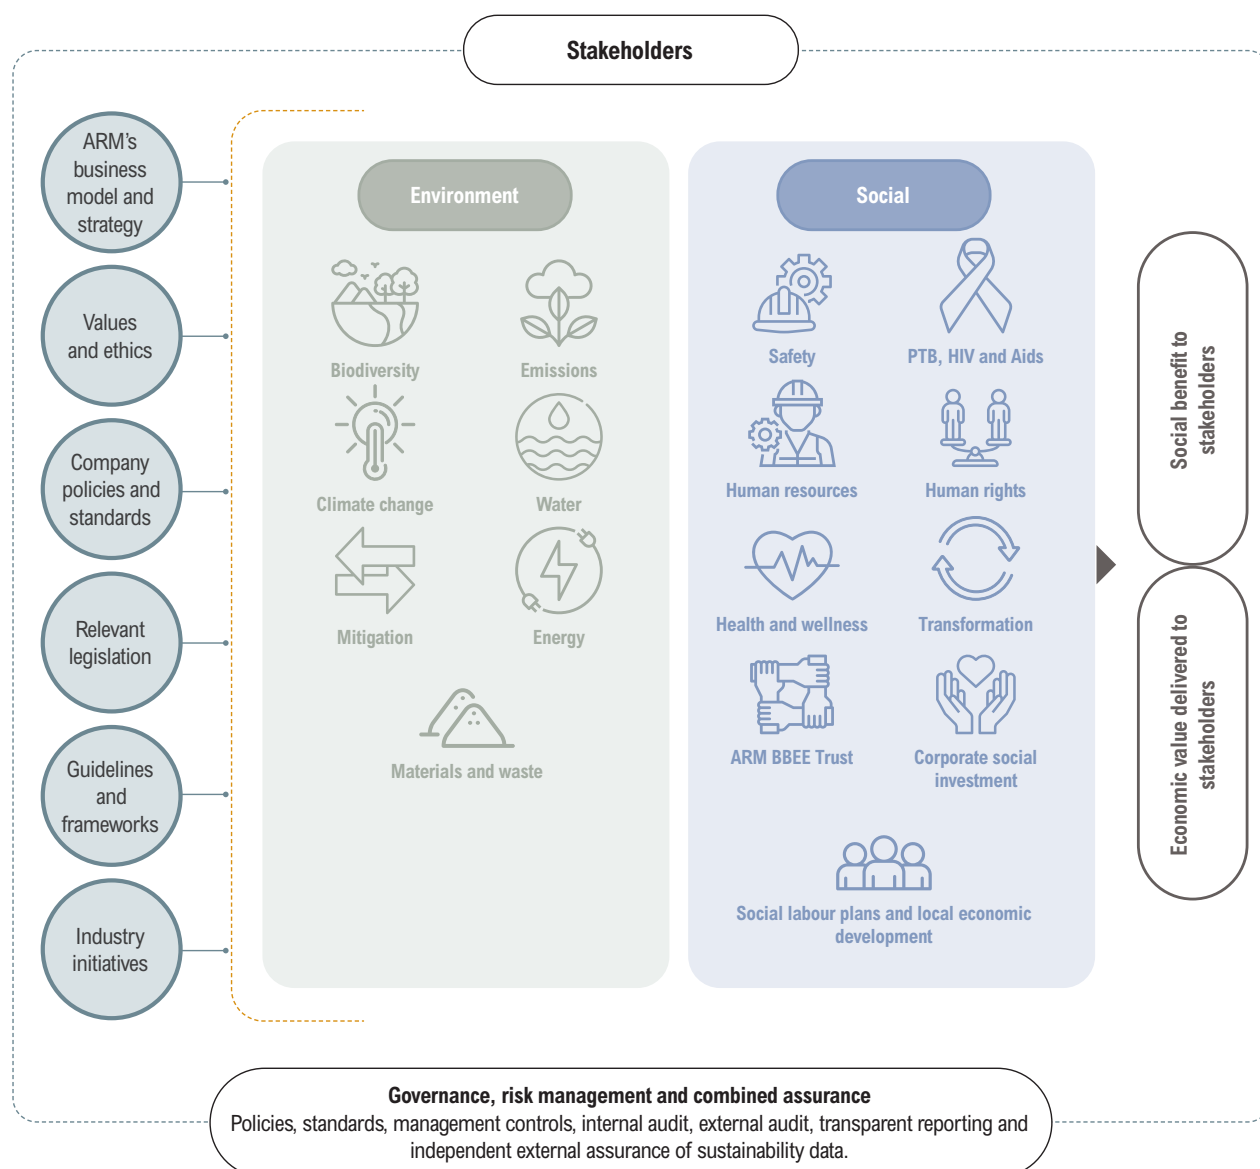 Stakeholders
ARM's
business
model and
strategy
Values
and ethics
Company
policies and
standards
Relevant
legislation
Guidelines
and
frameworks
Industry
initiatives
Environment
Biodiversity
Emissions
Climate change
Water
Mitigation
Energy
Materials and waste
Social
Safety
PTB, HIV and Aids
Human resources
Human rights
Health and wellness
Transformation
ARM BBEE Trust
Corporate social
investment
Social labour plans and local economic
development
Social benefit to
stakeholders
Economic value delivered to
stakeholders
Governance, risk management and combined assurance
Policies, standards, management controls, internal audit, external audit, transparent reporting and
independent external assurance of sustainability data.